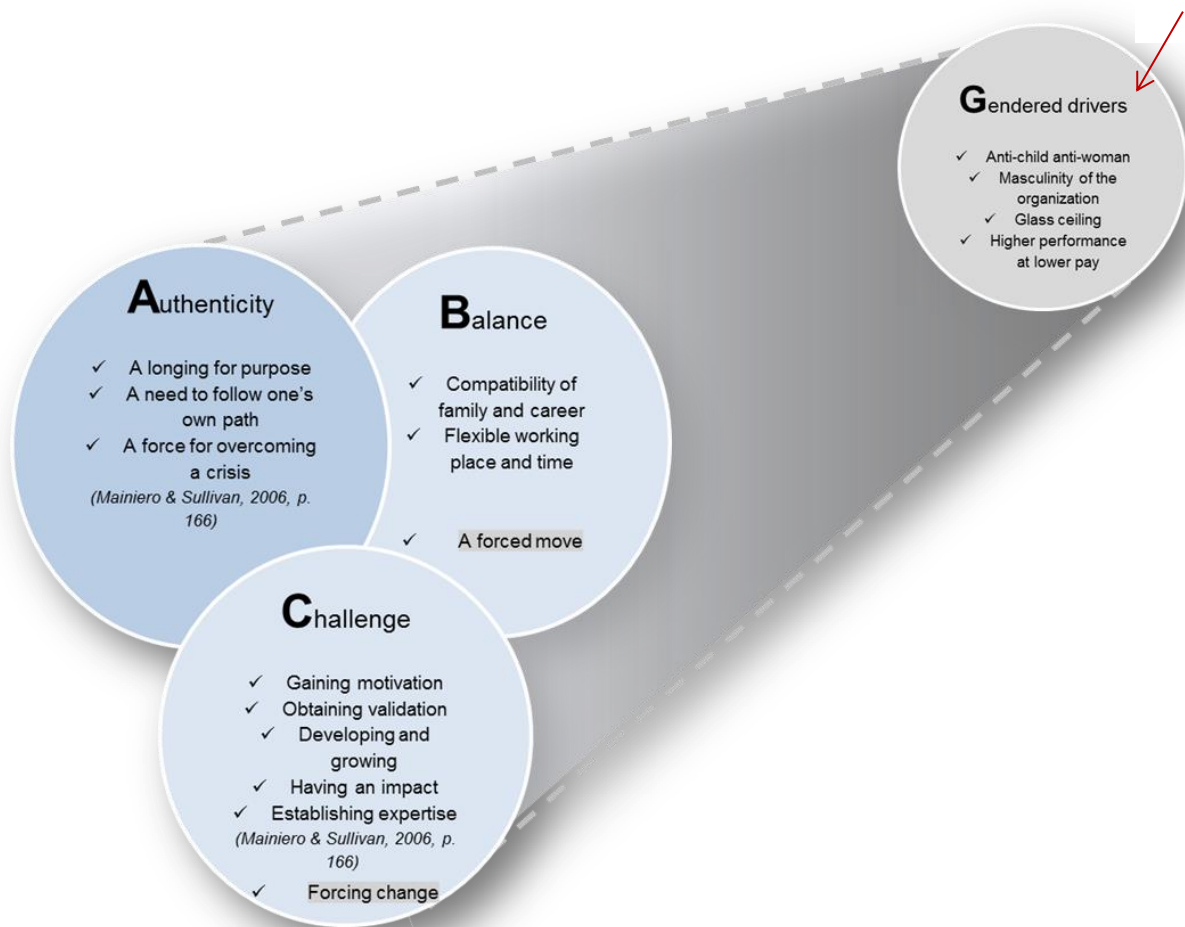 Gendered drivers
✓ Anti-child anti-woman
✓ Masculinity of the
organization
✓ Glass ceiling
✓ Higher performance
at lower pay
Authenticity
✓ A longing for purpose
✓ A need to follow one’s
own path
✓ A force for overcoming
a crisis
(Mainiero & Sullivan, 2006, p.
166)
Balance
✓ Compatibility of
family and career
✓ Flexible working
place and time
✓ A forced move
Challenge
✓ Gaining motivation
✓ Obtaining validation
✓ Developing and
growing
✓ Having an impact
✓ Establishing expertise
(Mainiero & Sullivan, 2006, p.
166)
✓ Forcing change